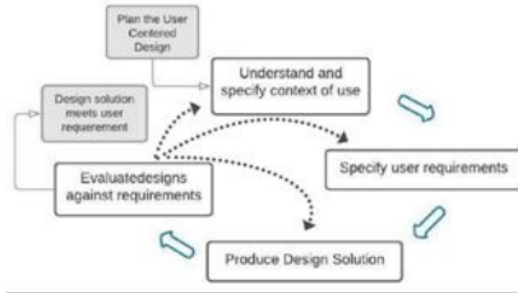 Plan the User
Centered
Design
Understand and
specify context of use
Design solution
meets user
requerement
Specify user requirements
Evaluatedesigns
against requirements
Produce Design Solution